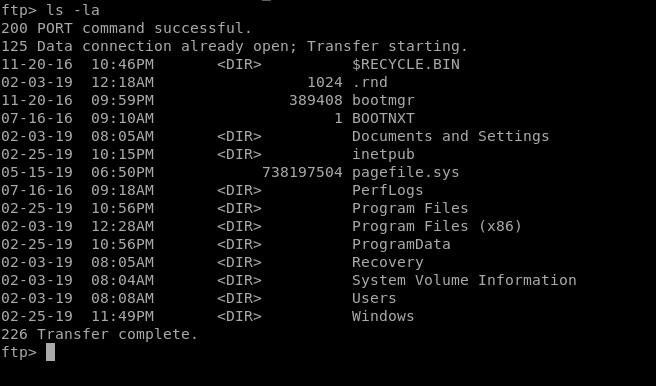 ftp> ls -la
200 PORT command successful.
125 Data connection already open; Transfer starting.
11-20-16  10:46PM       <DIR>          $RECYCLE.BIN
02-03-19  12:18AM                 1024 .rnd
11-20-16  09:59PM               389408 bootmgr
07-16-16  09:10AM                    1 BOOTNXT
02-03-19  08:05AM       <DIR>          Documents and Settings
02-25-19  10:15PM       <DIR>          inetpub
05-15-19  06:50PM            738197504 pagefile.sys
07-16-16  09:18AM       <DIR>          PerfLogs
02-25-19  10:56PM       <DIR>          Program Files
02-03-19  12:28AM       <DIR>          Program Files (x86)
02-25-19  10:56PM       <DIR>          ProgramData
02-03-19  08:05AM       <DIR>          Recovery
02-03-19  08:04AM       <DIR>          System Volume Information
02-03-19  08:08AM       <DIR>          Users
02-25-19  11:49PM       <DIR>          Windows
226 Transfer complete.
ftp>